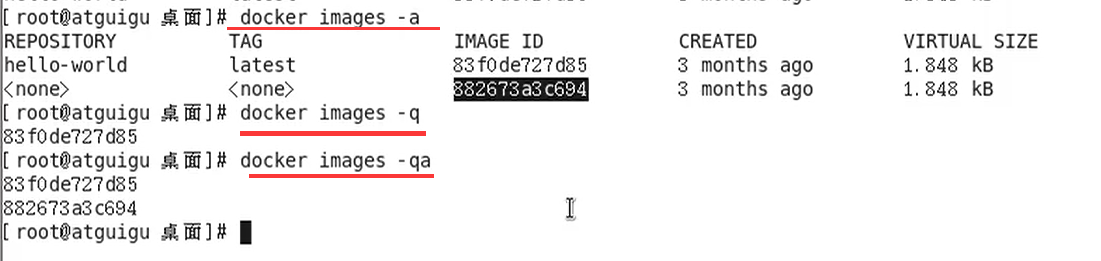 [ root@atguigu 桌面]# docker images -a
REPOSITORY TAG IMAGE ID CREATED VIRTUAL SIZE
hello-world latest 83f0de727d85 3 months ago 1.848 kB
<none> <none> 882673a3c694 3 months ago 1.848 kB
[ root@atguigu 桌面]# docker images -q
83f0de727d85
[ root@atguigu 桌面]# docker images -qa
83f0de727d85
882673a3c694
[ root@atguigu 桌面]#